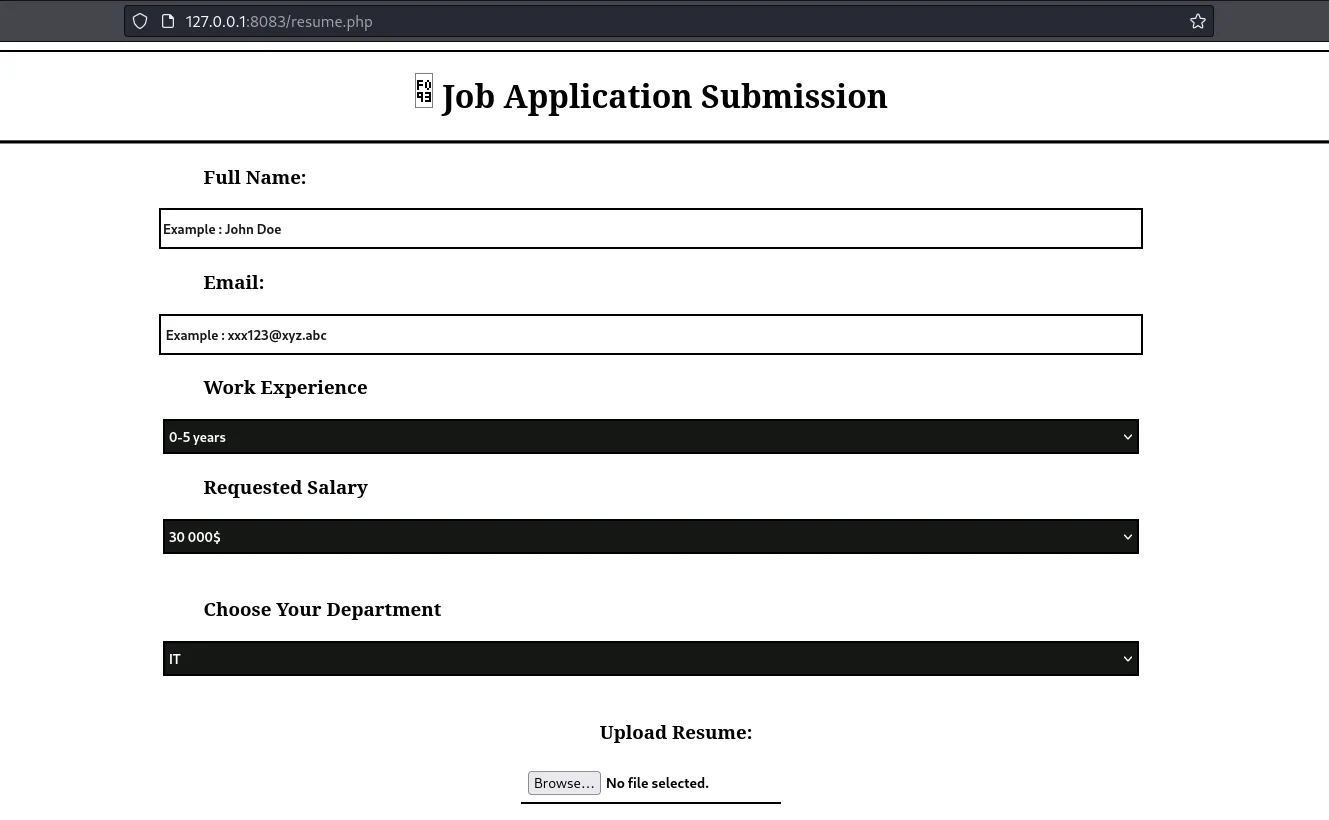 127.0.0.1:8083/resume.php
Job Application Submission
Full Name:
Example : John Doe
Email:
Example : xxx123@xyz.abc
Work Experience
0-5 years
Requested Salary
30 000$
Choose Your Department
IT
Upload Resume:
Browse... No file selected.